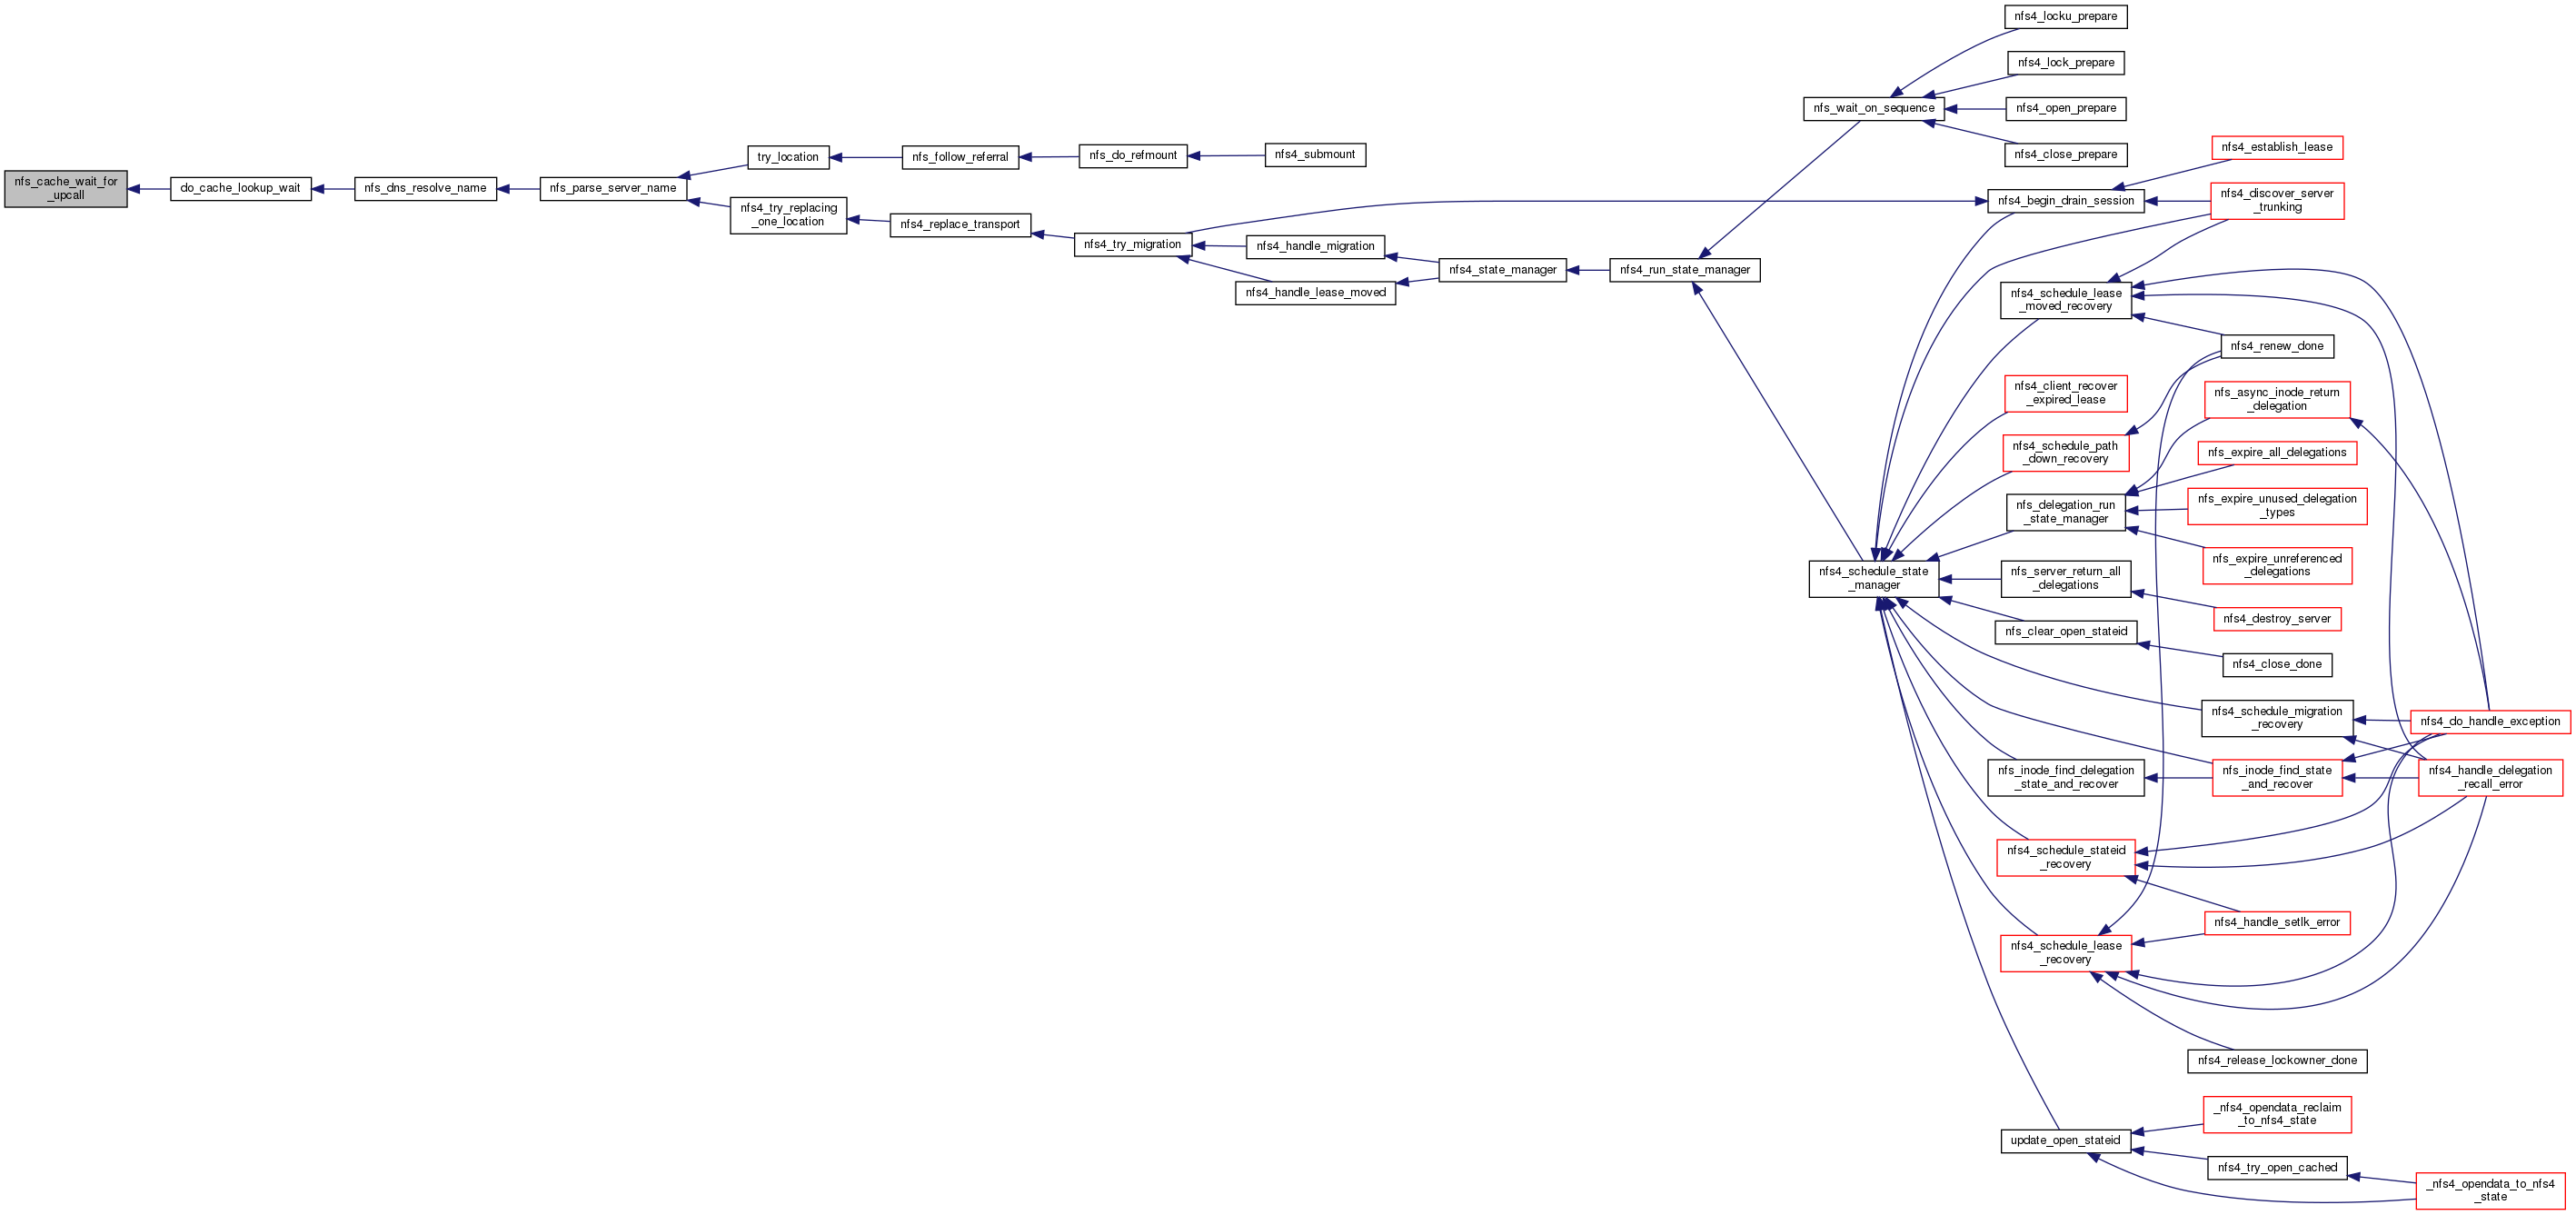 nfs_cache_wait_for
_upcall
do_cache_lookup_wait
nfs_dns_resolve_name
nfs_parse_server_name
try_location
nfs4_try_replacing
_one_location
nfs_follow_referral
nfs4_replace_transport
nfs_do_refmount
nfs4_try_migration
nfs4_submount
nfs4_handle_migration
nfs4_handle_lease_moved
nfs4_state_manager
nfs4_run_state_manager
nfs_wait_on_sequence
nfs4_schedule_state
_manager
nfs4_locku_prepare
nfs4_lock_prepare
nfs4_open_prepare
nfs4_close_prepare
nfs4_begin_drain_session
nfs4_schedule_lease
_moved_recovery
nfs4_client_recover
_expired_lease
nfs4_schedule_path
_down_recovery
nfs_delegation_run
_state_manager
nfs_server_return_all
_delegations
nfs_clear_open_stateid
nfs_inode_find_delegation
_state_and_recover
nfs4_schedule_stateid
_recovery
nfs4_schedule_lease
_recovery
update_open_stateid
nfs4_establish_lease
nfs4_discover_server
_trunking
nfs4_renew_done
nfs_async_inode_return
_delegation
nfs_expire_all_delegations
nfs_expire_unused_delegation
_types
nfs_expire_unreferenced
_delegations
nfs4_destroy_server
nfs4_close_done
nfs4_schedule_migration
_recovery
nfs_inode_find_state
_and_recover
nfs4_handle_setlk_error
nfs4_release_lockowner_done
_nfs4_opendata_reclaim
_to_nfs4_state
nfs4_try_open_cached
nfs4_do_handle_exception
nfs4_handle_delegation
_recall_error
_nfs4_opendata_to_nfs4
_state